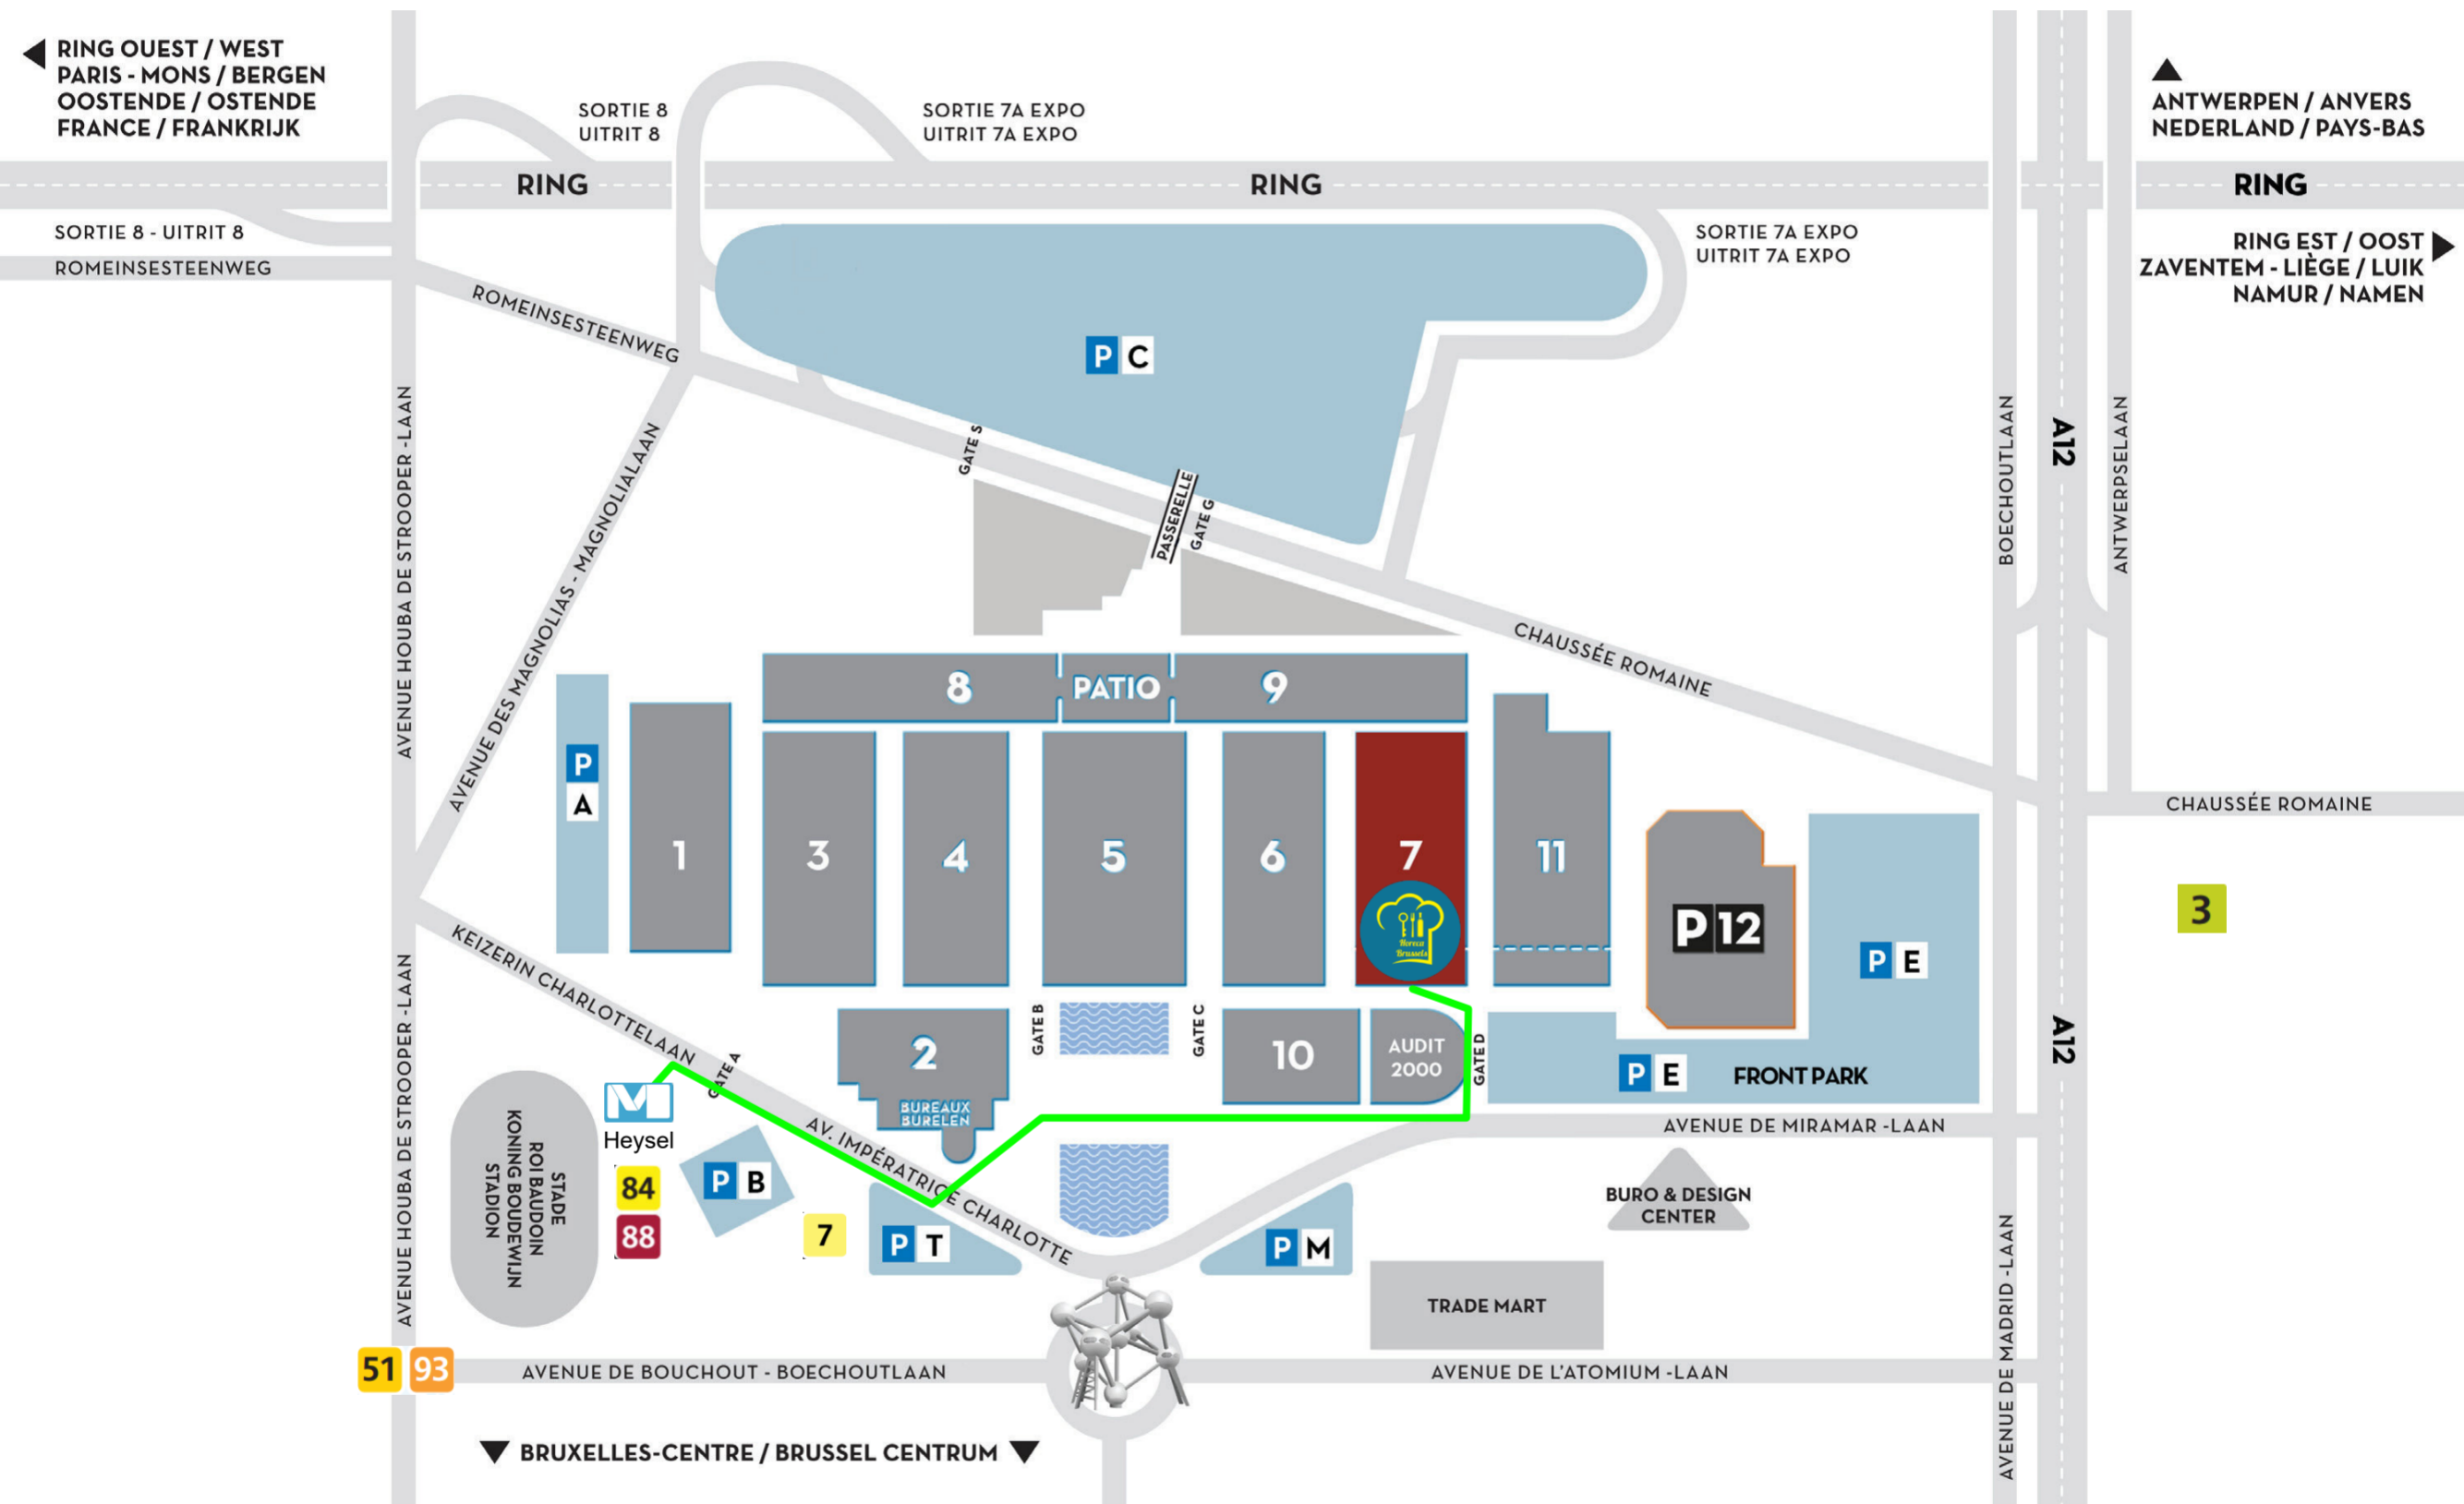 RING OUEST / WEST
PARIS - MONS / BERGEN
OOSTENDE / OSTENDE
FRANCE / FRANKRIJK
SORTIE 8
UITRIT 8
SORTIE 7A EXPO
UITRIT 7A EXPO
ANTWERPEN / ANVERS
NEDERLAND / PAYS-BAS
RING
RING
RING
SORTIE 8 - UITRIT 8
ROMEINSESTEENWEG
SORTIE 7A EXPO
UITRIT 7A EXPO
RING EST / OOST
ZAVENTEM - LIÈGE / LUIK
NAMUR / NAMEN
ROMEINSESTEENWEG
P C
AVENUE HOUBA DE STROOPER -LAAN
AVENUE DES MAGNOLIAS - MAGNOLIALAAN
GATE S
PASSERELLE
GATE G
BOECHOUTLAAN
A12
ANTWERPSELAAN
CHAUSSÉE ROMAINE
8
PATIO
9
P
A
1
3
4
5
6
7
11
Horeca
Brussels
P 12
P E
CHAUSSÉE ROMAINE
3
KEIZERIN CHARLOTTELAAN
AVENUE HOUBA DE STROOPER -LAAN
GATE A
2
BUREAUX
BURELEN
GATE B
GATE C
10
AUDIT
2000
GATE D
P E
FRONT PARK
A12
M
Heysel
STADE
ROI BAUDOIN
KONING BOUDEWIJN
STADION
84
88
P B
7
AV. IMPÉRATRICE CHARLOTTE
P T
P M
AVENUE DE MIRAMAR -LAAN
BURO & DESIGN
CENTER
TRADE MART
AVENUE DE MADRID -LAAN
51 93
AVENUE DE BOUCHOUT - BOECHOUTLAAN
AVENUE DE L'ATOMIUM -LAAN
BRUXELLES-CENTRE / BRUSSEL CENTRUM